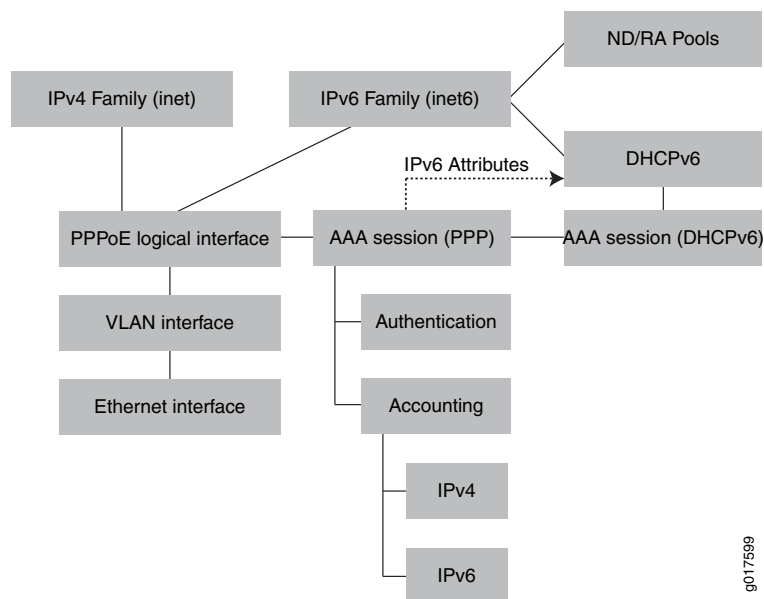 ND/RA Pools
IPv4 Family (inet)
IPv6 Family (inet6)
DHCPv6
IPv6 Attributes
PPPoE logical interface
AAA session (PPP)
AAA session (DHCPv6)
VLAN interface
Authentication
Ethernet interface
Accounting
IPv4
IPv6
g017599